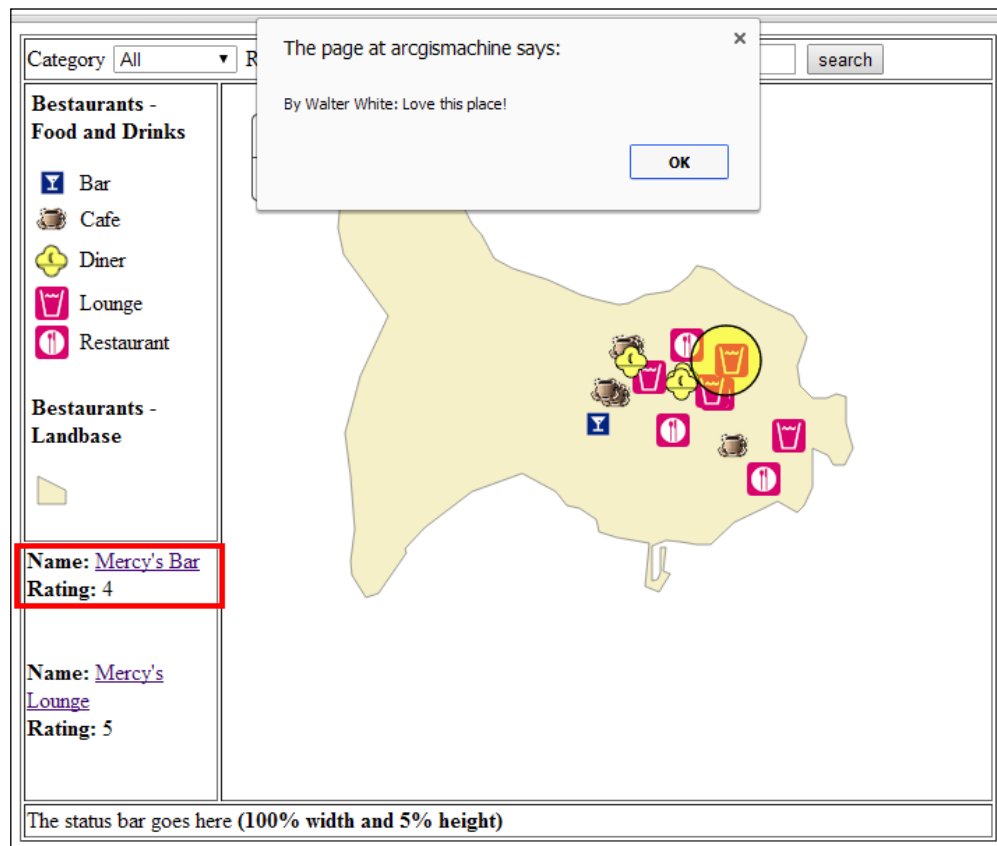 The page at arcgismachine says:
By Walter White: Love this place!
OK
Category All R search
Bestaurants -
Food and Drinks
Bar
Cafe
Diner
Lounge
Restaurant
Bestaurants -
Landbase
Name: Mercy's Bar
Rating: 4
Name: Mercy's
Lounge
Rating: 5
The status bar goes here (100% width and 5% height)